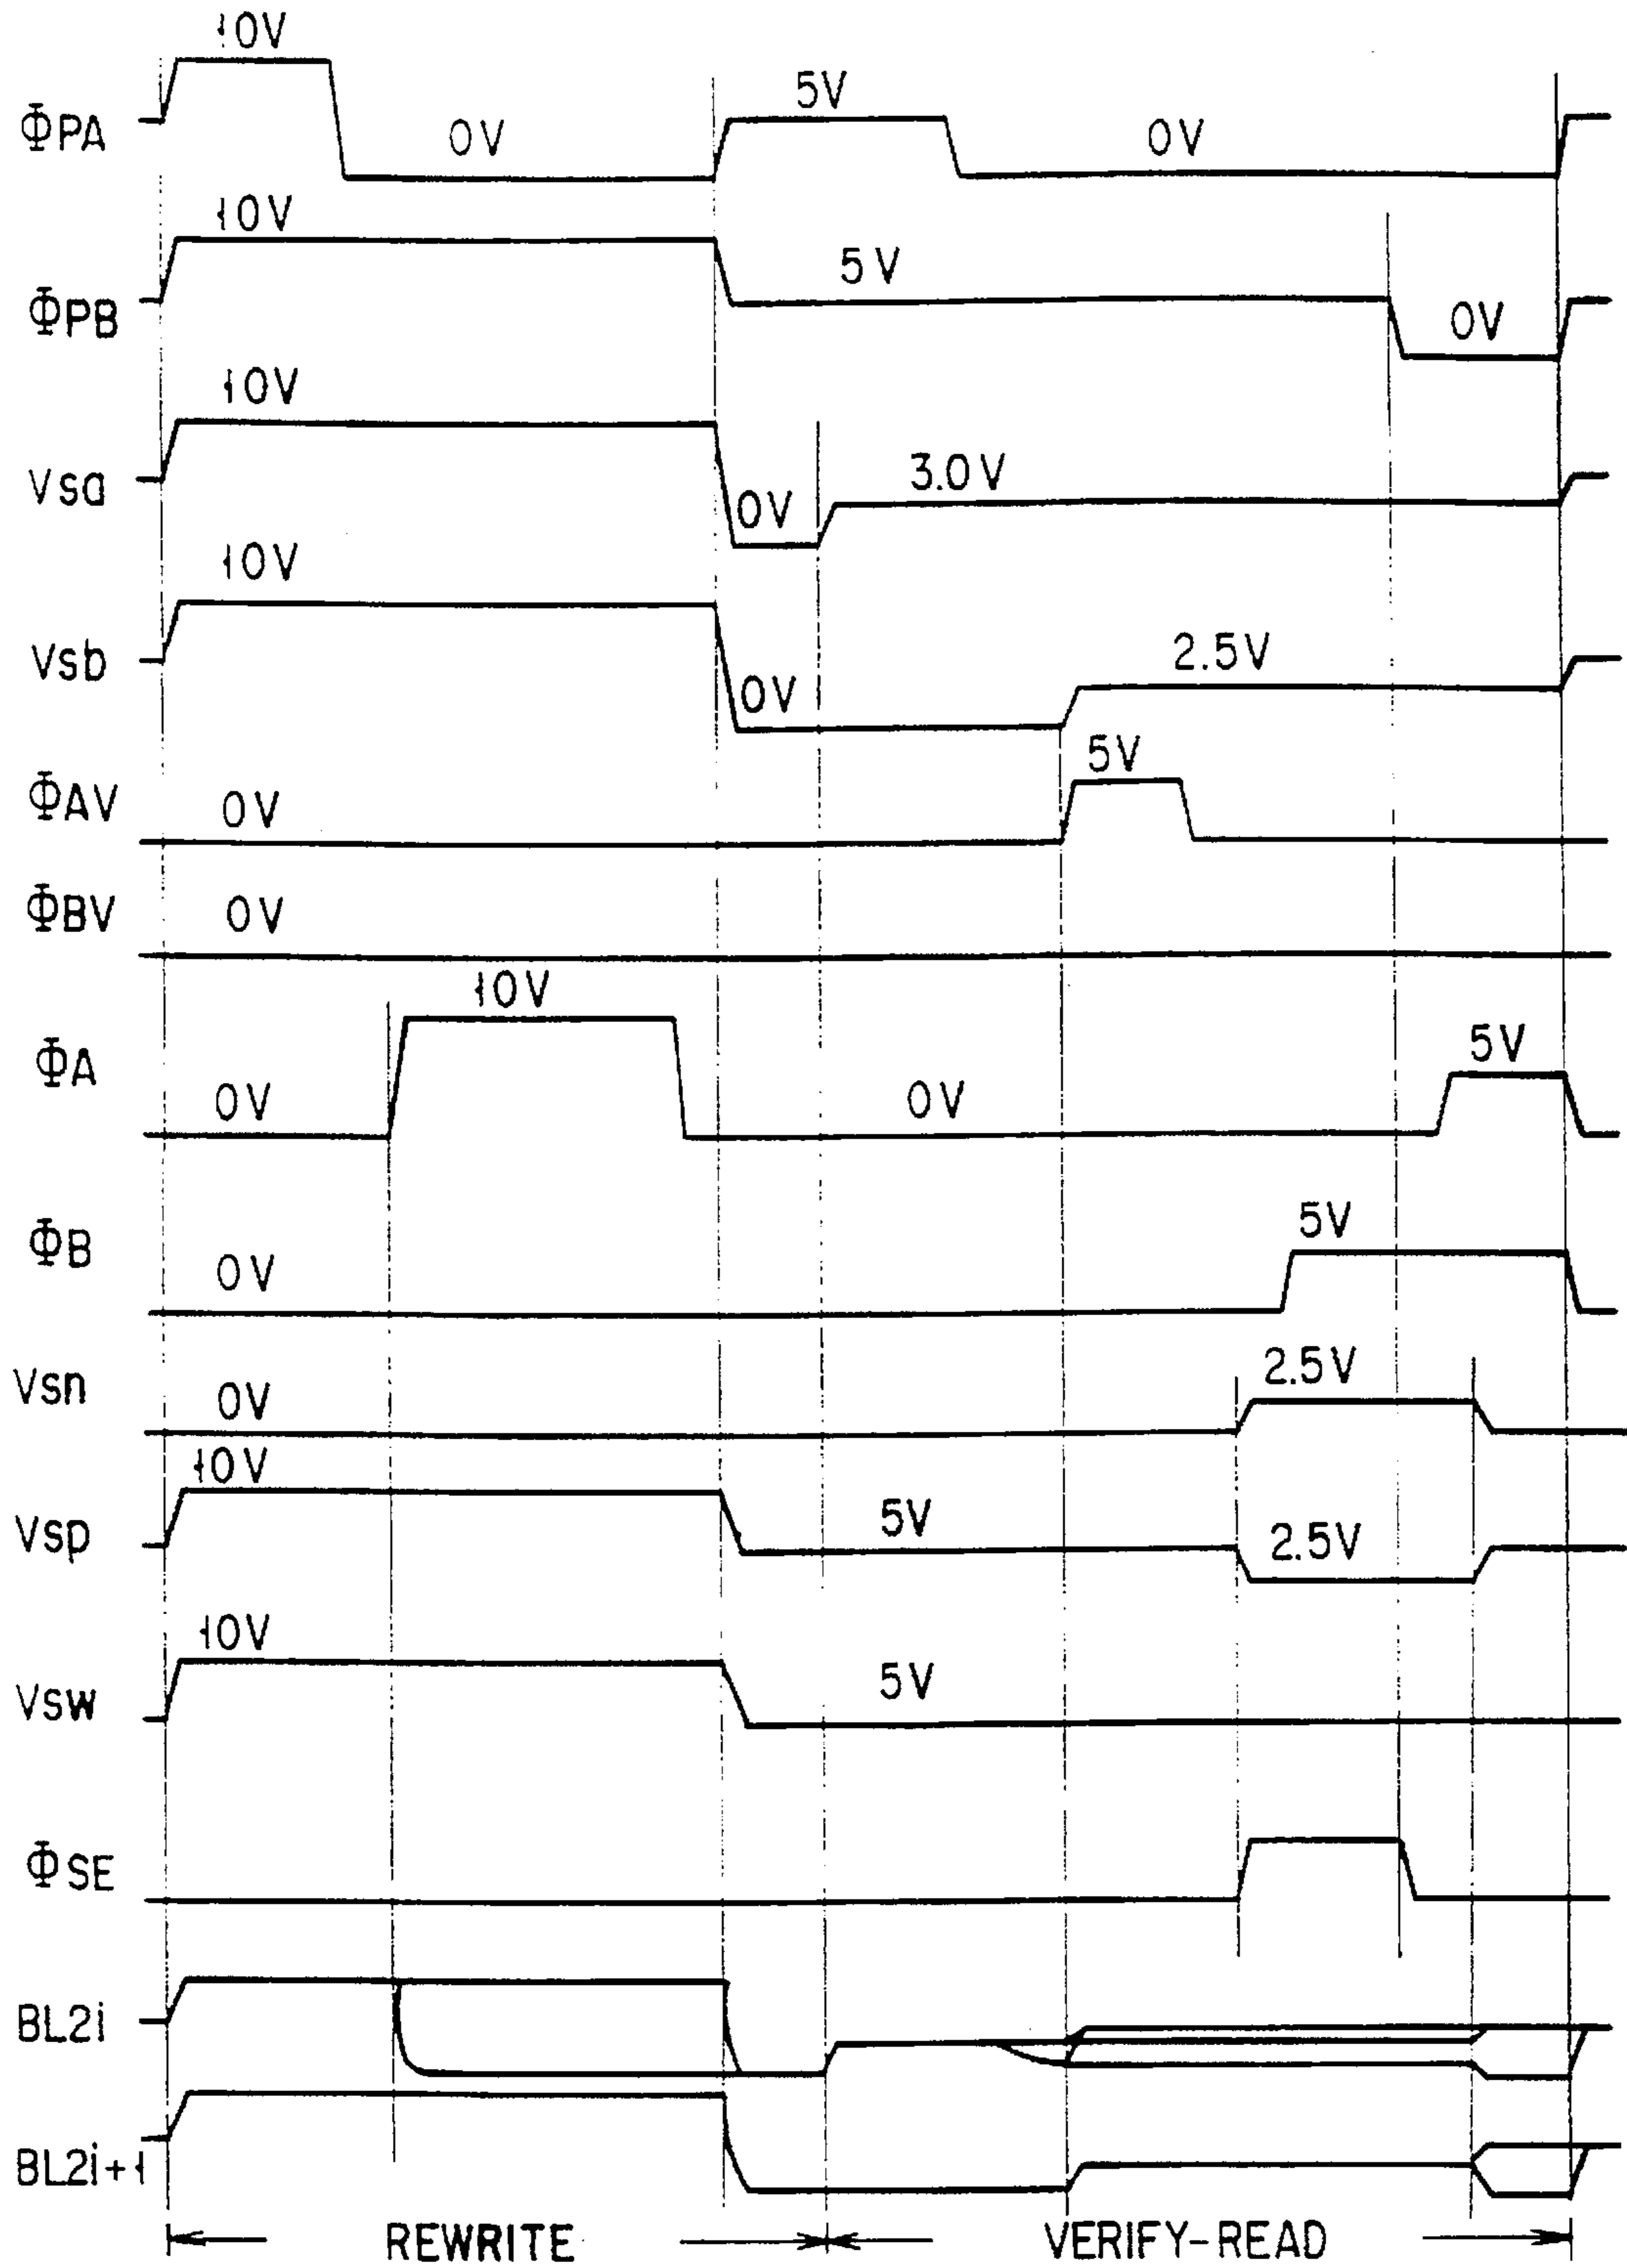 10V
5V
ΦPA
0V
0V
10V
5V
ΦPB
0V
10V
3.0V
Vsa
0V
10V
2.5V
Vsb
0V
5V
ΦAV
0V
ΦBV
0V
10V
5V
ΦA
0V
0V
5V
ΦB
0V
2.5V
Vsn
0V
10V
5V
Vsp
2.5V
10V
5V
Vsw
ΦSE
BL2i
BL2i+1
REWRITE
VERIFY-READ